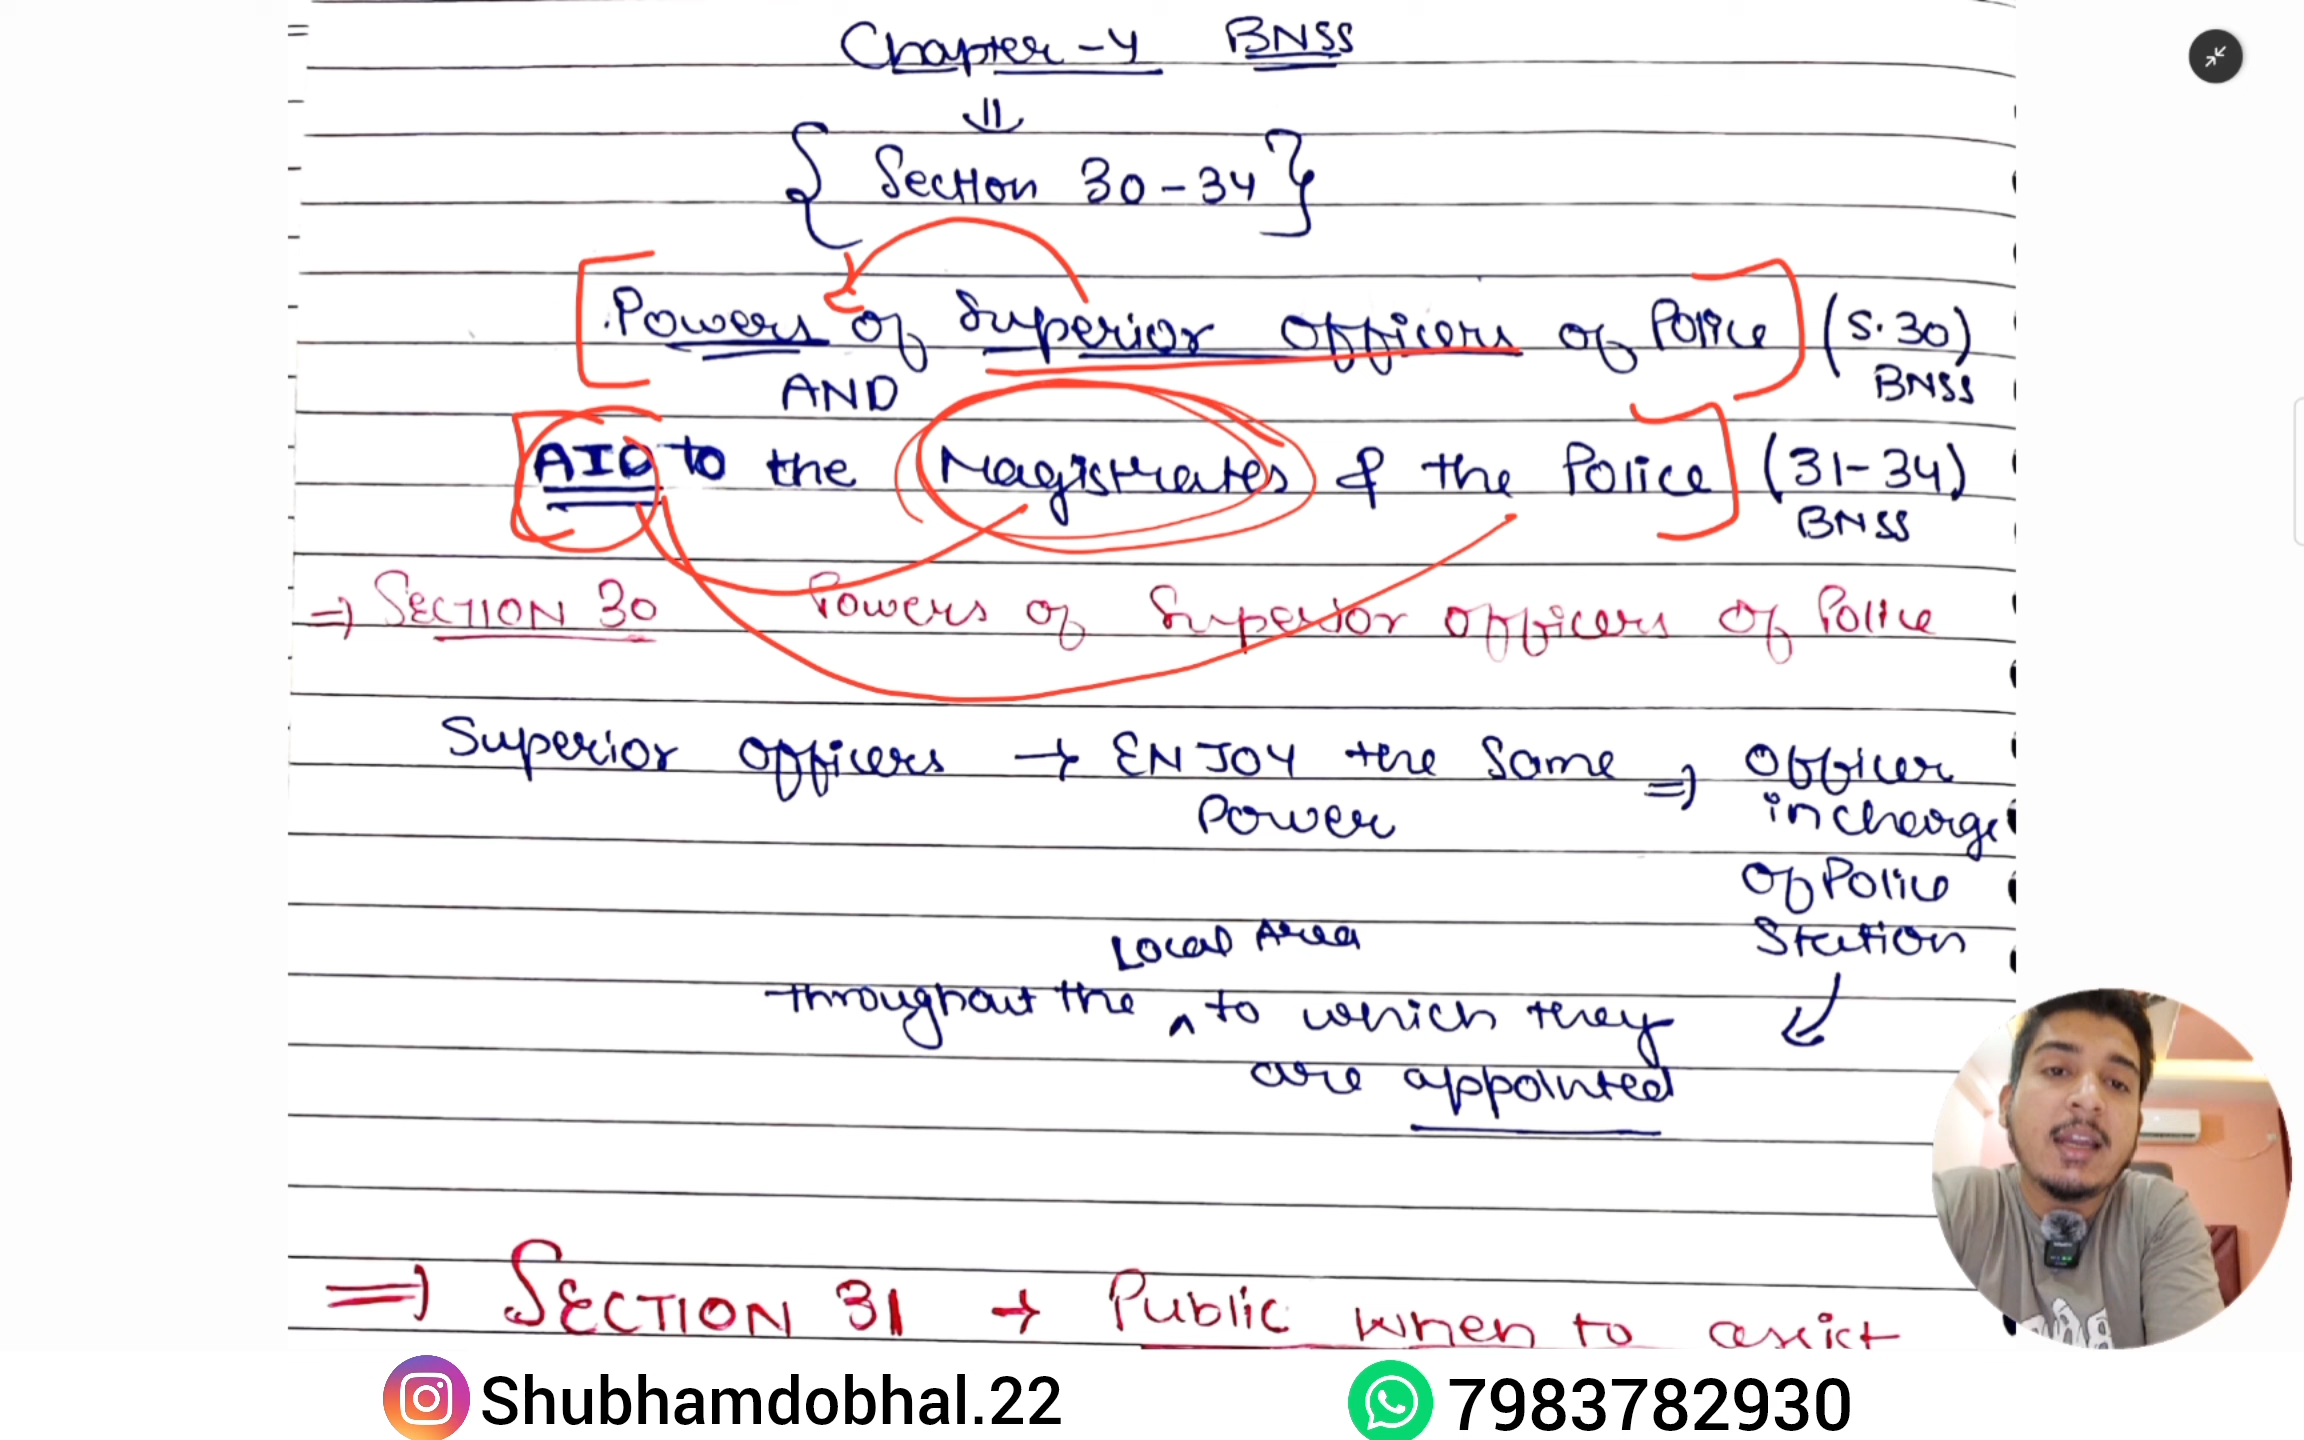 Chapter-4 BNSS
{ Section 30-34 }
Powers of Superior Officers of Police (S.30)
AND BNSS
AID to the Magistrates & the Police (31-34)
BNSS
=> SECTION 30 Powers of Superior Officers of Police
Superior Officers → ENJOY the Same => Officer
Power incharge
of Police
Local Area Station
throughout the ^ to which they
are appointed
=> SECTION 31 → Public when to assist
Shubhamdobhal.22 7983782930